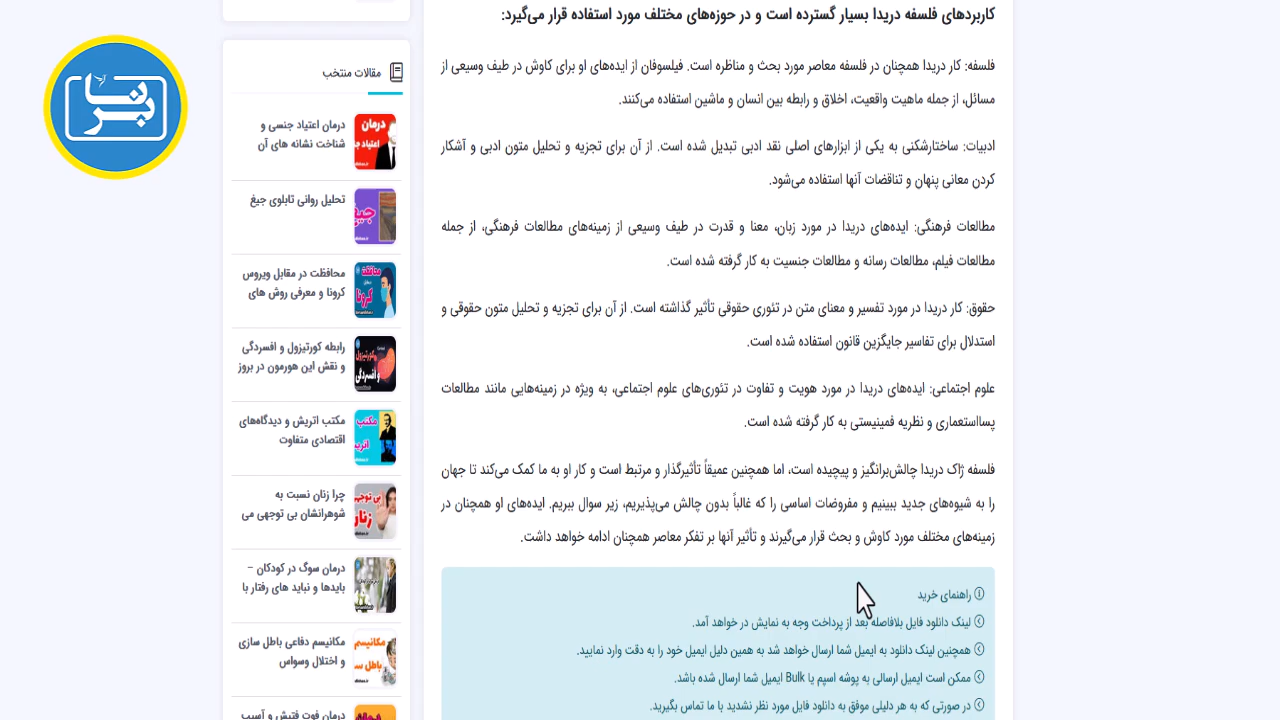 کاربردهای فلسفه دریدا بسیار گسترده است و در حوزه‌های مختلف مورد استفاده قرار می‌گیرد:
فلسفه: کار دریدا همچنان در فلسفه معاصر مورد بحث و مناظره است. فیلسوفان از ایده‌های او برای کاوش در طیف وسیعی از
مسائل، از جمله ماهیت واقعیت، اخلاق و رابطه بین انسان و ماشین استفاده می‌کنند.
ادبیات: ساختارشکنی به یکی از ابزارهای اصلی نقد ادبی تبدیل شده است. از آن برای تجزیه و تحلیل متون ادبی و آشکار
کردن معانی پنهان و تناقضات آنها استفاده می‌شود.
مطالعات فرهنگی: ایده‌های دریدا در مورد زبان، معنا و قدرت در طیف وسیعی از زمینه‌های مطالعات فرهنگی، از جمله
مطالعات فیلم، مطالعات رسانه و مطالعات جنسیت به کار گرفته شده است.
حقوق: کار دریدا در مورد تفسیر و معنای متن در تئوری حقوقی تأثیر گذاشته است. از آن برای تجزیه و تحلیل متون حقوقی و
استدلال برای تفاسیر جایگزین قانون استفاده شده است.
علوم اجتماعی: ایده‌های دریدا در مورد هویت و تفاوت در تئوری‌های علوم اجتماعی، به ویژه در زمینه‌هایی مانند مطالعات
پسااستعماری و نظریه فمینیستی به کار گرفته شده است.
فلسفه ژاک دریدا چالش‌برانگیز و پیچیده است، اما همچنین عمیقاً تأثیرگذار و مرتبط است و کار او به ما کمک می‌کند تا جهان
را به شیوه‌های جدید ببینیم و مفروضات اساسی را که غالباً بدون چالش می‌پذیریم، زیر سوال ببریم. ایده‌های او همچنان در
زمینه‌های مختلف مورد کاوش و بحث قرار می‌گیرند و تأثیر آنها بر تفکر معاصر همچنان ادامه خواهد داشت.
راهنمای خرید
لینک دانلود فایل بلافاصله بعد از پرداخت وجه به نمایش در خواهد آمد.
همچنین لینک دانلود به ایمیل شما ارسال خواهد شد به همین دلیل ایمیل خود را به دقت وارد نمایید.
ممکن است ایمیل ارسالی به پوشه اسپم یا Bulk ایمیل شما ارسال شده باشد.
در صورتی که به هر دلیلی موفق به دانلود فایل مورد نظر نشدید با ما تماس بگیرید.
مقالات منتخب
درمان اعتیاد جنسی و
شناخت نشانه های آن
درمان
تحلیل روانی تابلوی جیغ
جیغ
محافظت در مقابل ویروس
کرونا و معرفی روش های
محافظت
کرونا
رابطه کورتیزول و افسردگی
و نقش این هورمون در بروز
مکتب اتریش و دیدگاه‌های
اقتصادی متفاوت
مکتب
چرا زنان نسبت به
شوهرانشان بی توجهی می
زنان
درمان سوگ در کودکان –
بایدها و نباید های رفتار با
مکانیسم دفاعی باطل سازی
و اختلال وسواس
درمان فوت فتیش و آسیب
برنا